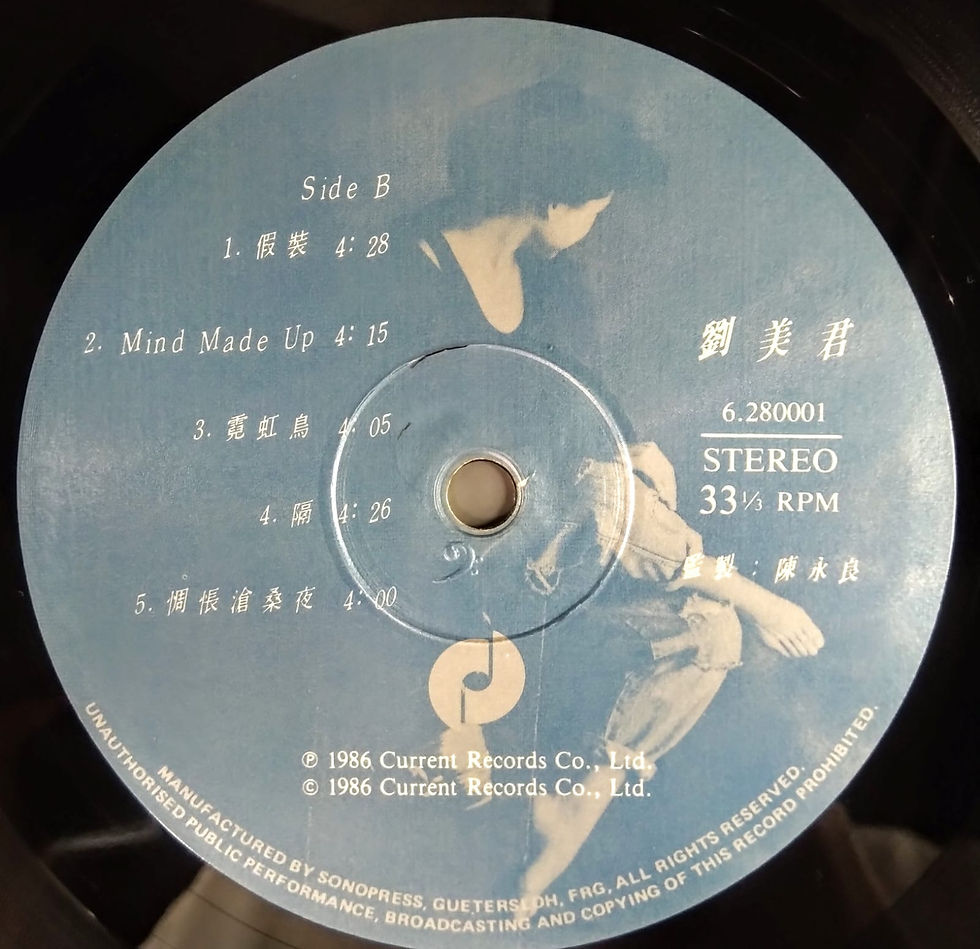 Side B
1. 假裝 4:28
2. Mind Made Up 4:15
3. 霓虹鳥 4:05
4. 隔 4:26
5. 惆悵滄桑夜 4:00
劉美君
6.280001
STEREO
33 1/3 RPM
監製：陳永良
℗ 1986 Current Records Co., Ltd.
© 1986 Current Records Co., Ltd.
MANUFACTURED BY SONOPRESS, GUETERSLOH, FRG, ALL RIGHTS RESERVED.
UNAUTHORISED PUBLIC PERFORMANCE, BROADCASTING AND COPYING OF THIS RECORD PROHIBITED.